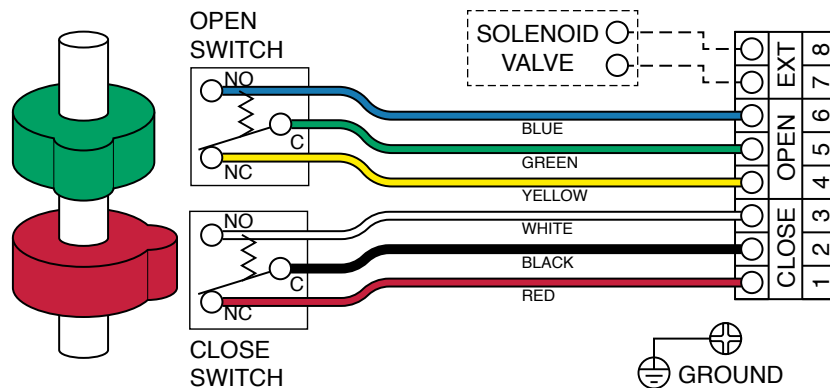 OPEN
SWITCH
NO
C
NC
SOLENOID
VALVE
BLUE
GREEN
YELLOW
WHITE
BLACK
RED
NO
C
NC
CLOSE
SWITCH
EXT
OPEN
CLOSE
8
7
6
5
4
3
2
1
GROUND